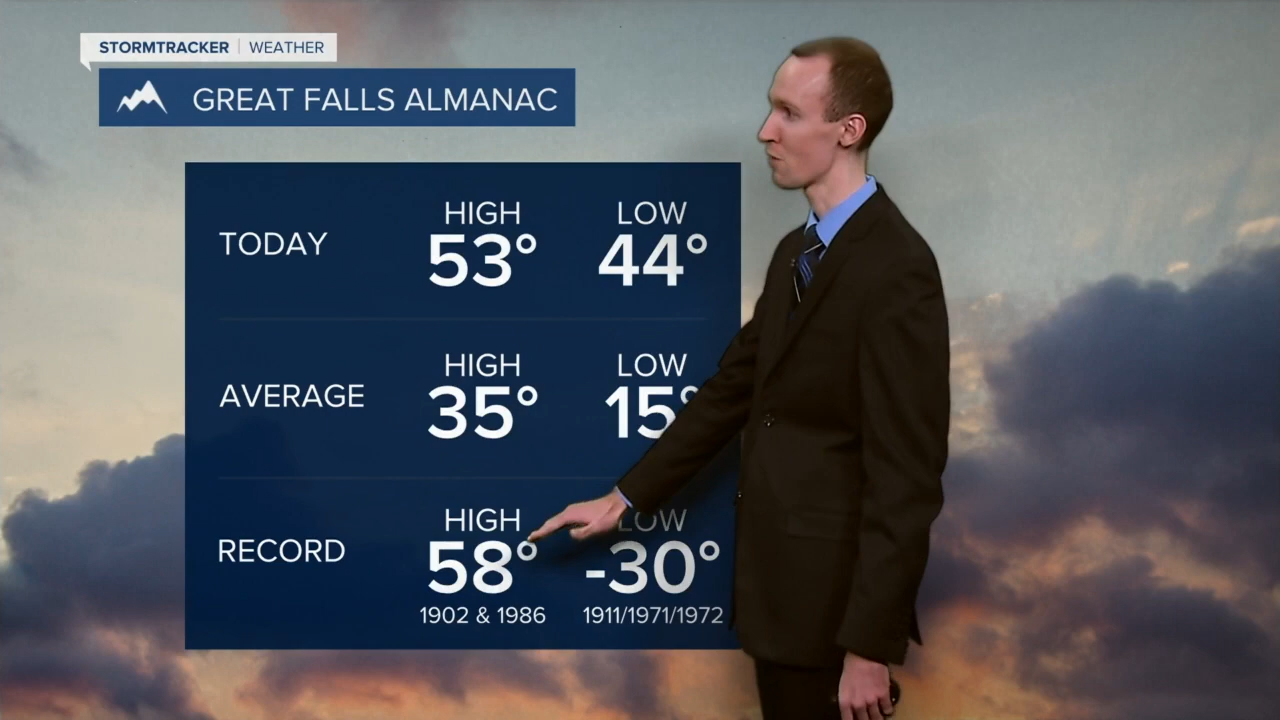 STORMTRACKER | WEATHER
GREAT FALLS ALMANAC
TODAY
HIGH
53°
LOW
44°
AVERAGE
HIGH
35°
LOW
15°
RECORD
HIGH
58°
1902 & 1986
LOW
-30°
1911/1971/1972